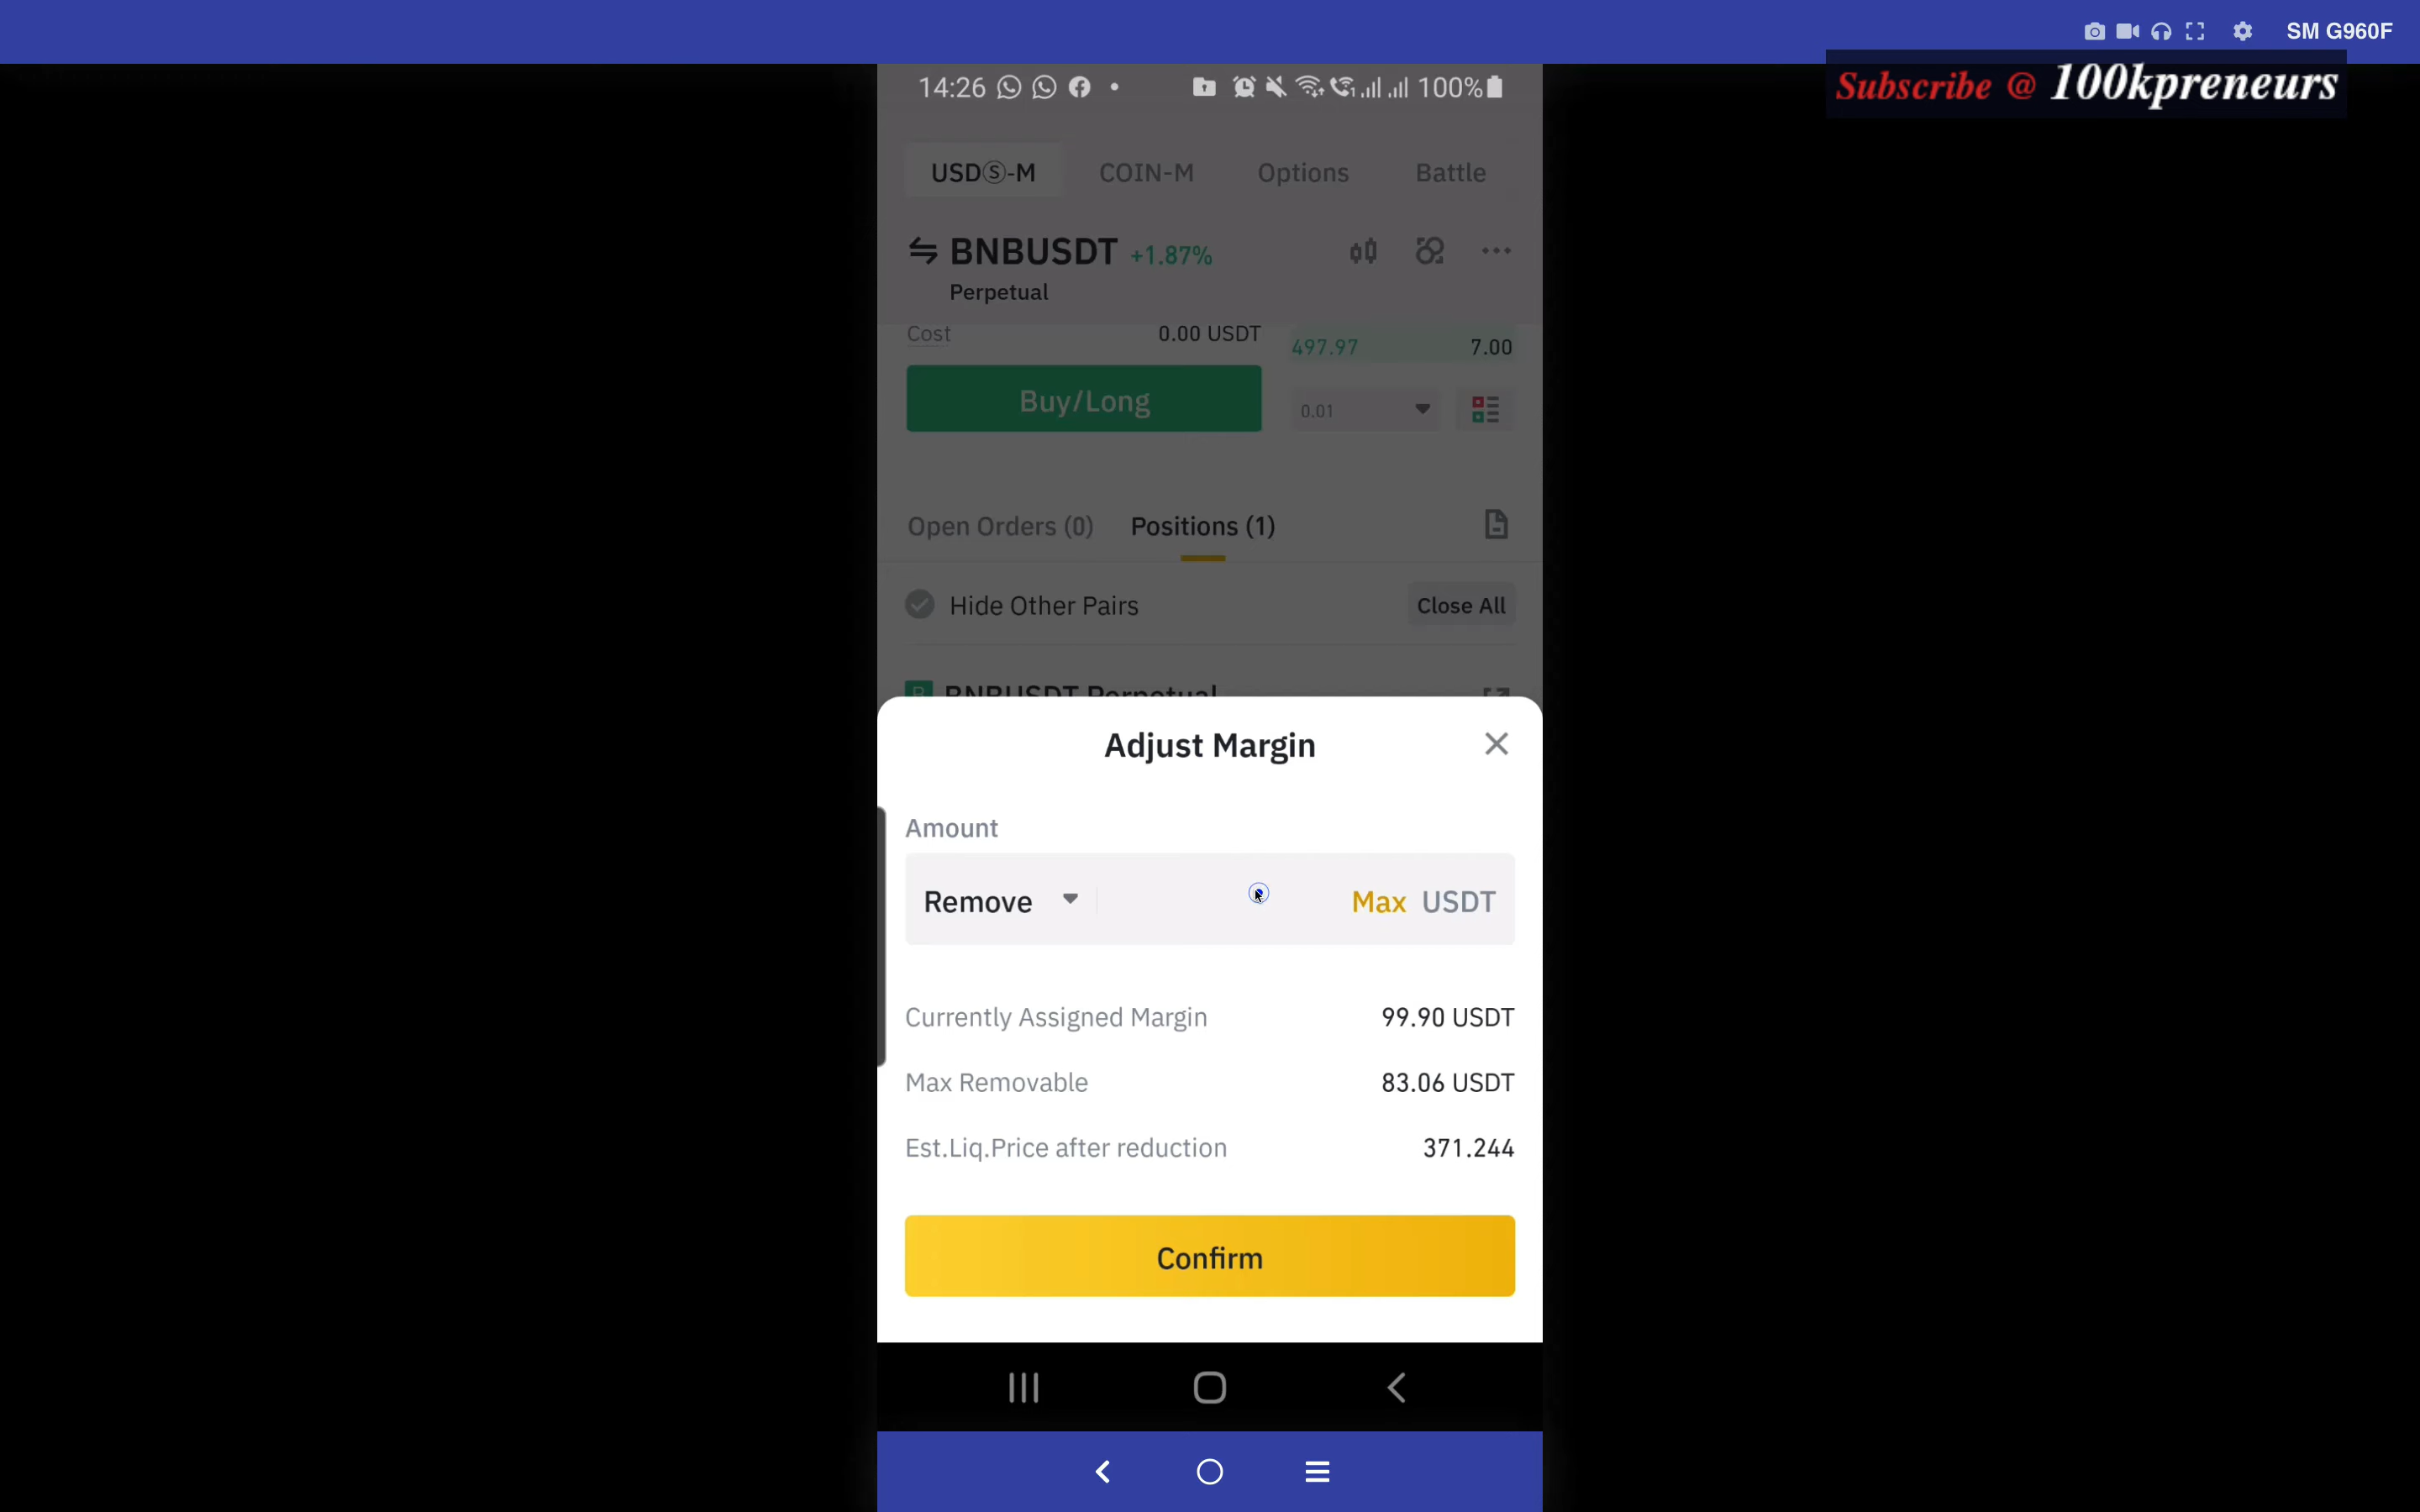 SM G960F
Subscribe @ 100kpreneurs
14:26 100%
USDⓈ-M COIN-M Options Battle
BNBUSDT +1.87%
Perpetual
Cost 0.00 USDT 497.97 7.00
Buy/Long 0.01
Open Orders (0) Positions (1)
Hide Other Pairs Close All
B BNBUSDT Perpetual
Adjust Margin
Amount
Remove Max USDT
Currently Assigned Margin 99.90 USDT
Max Removable 83.06 USDT
Est.Liq.Price after reduction 371.244
Confirm